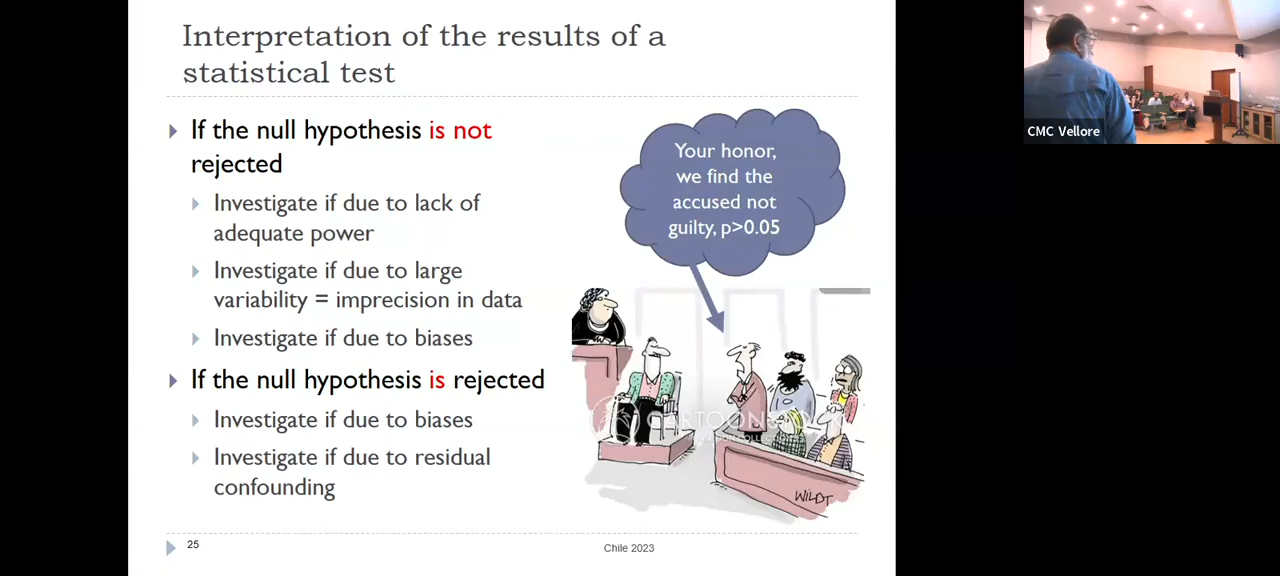 Interpretation of the results of a
statistical test
If the null hypothesis is not
rejected
Investigate if due to lack of
adequate power
Investigate if due to large
variability = imprecision in data
Investigate if due to biases
If the null hypothesis is rejected
Investigate if due to biases
Investigate if due to residual
confounding
Your honor,
we find the
accused not
guilty, p>0.05
CARTOONSTOCK
WILDT
25
Chile 2023
CMC Vellore